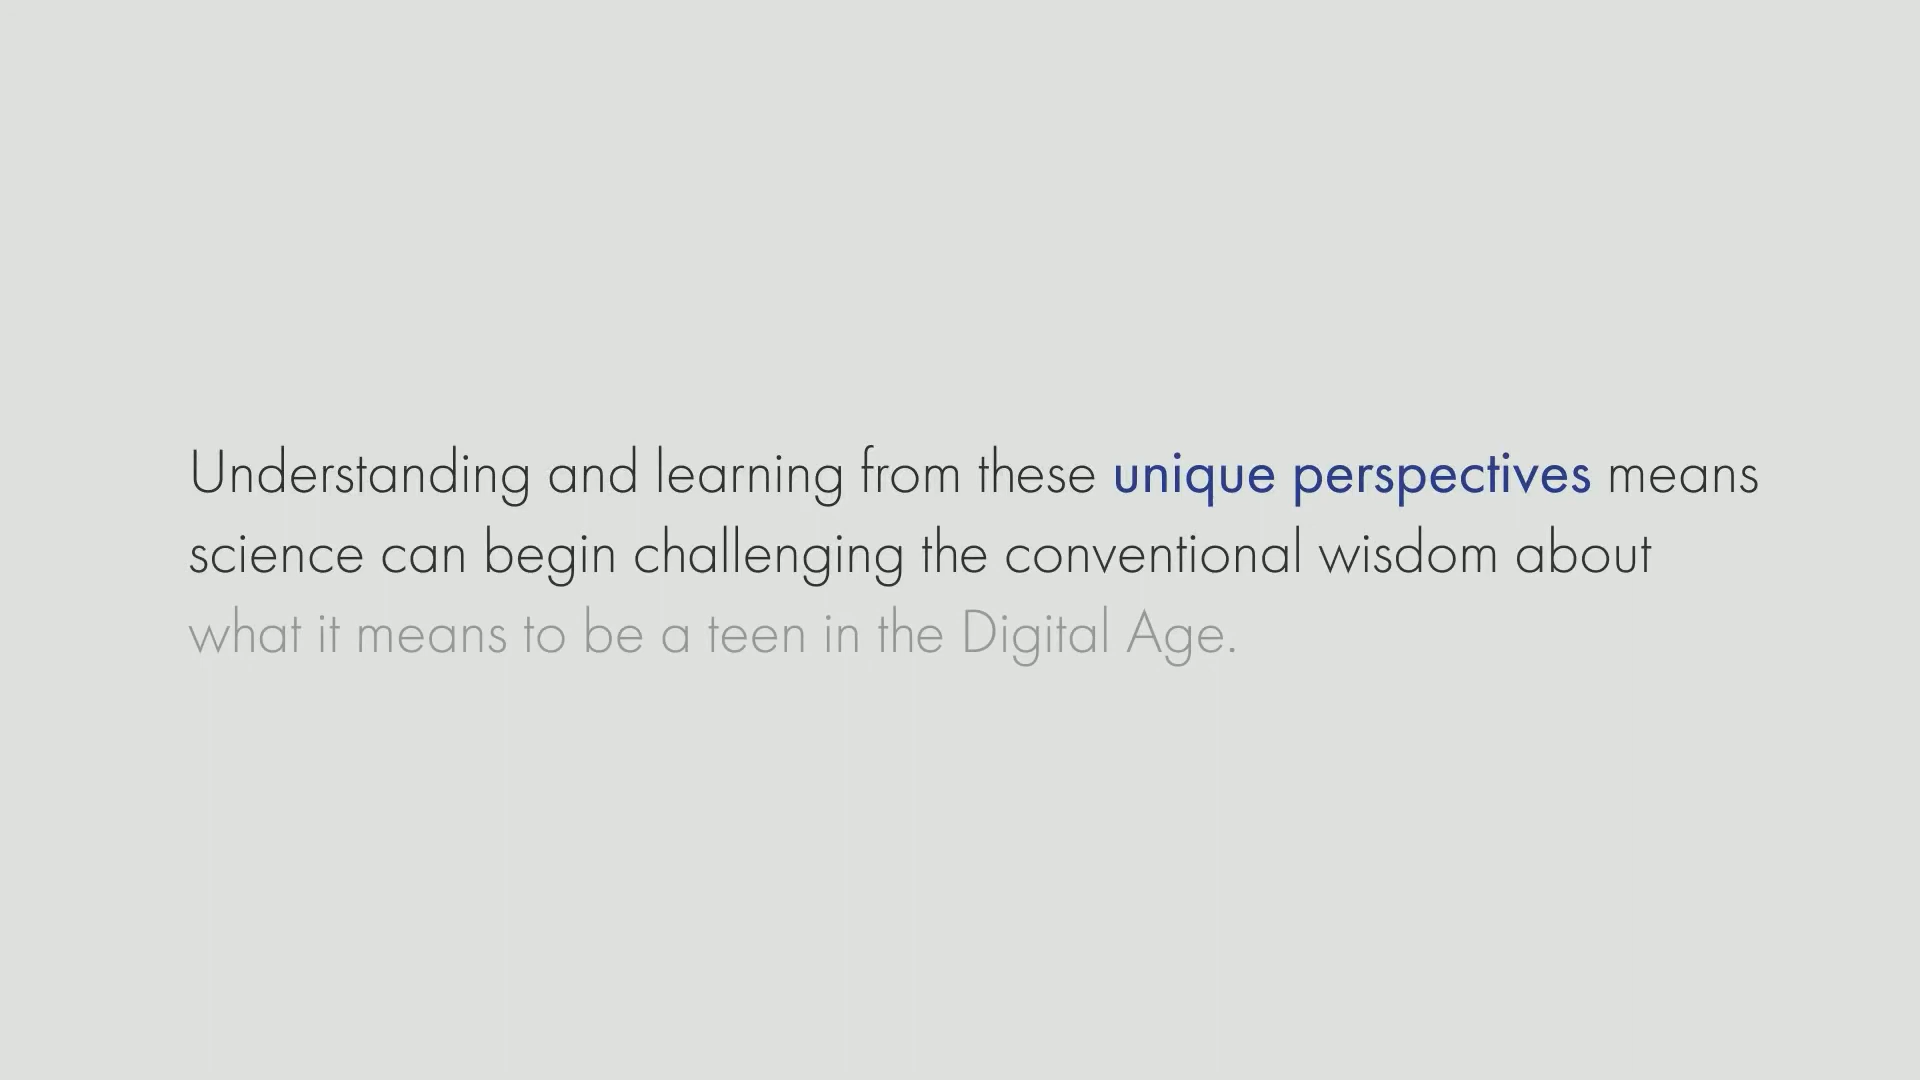 Understanding and learning from these unique perspectives means
science can begin challenging the conventional wisdom about
what it means to be a teen in the Digital Age.